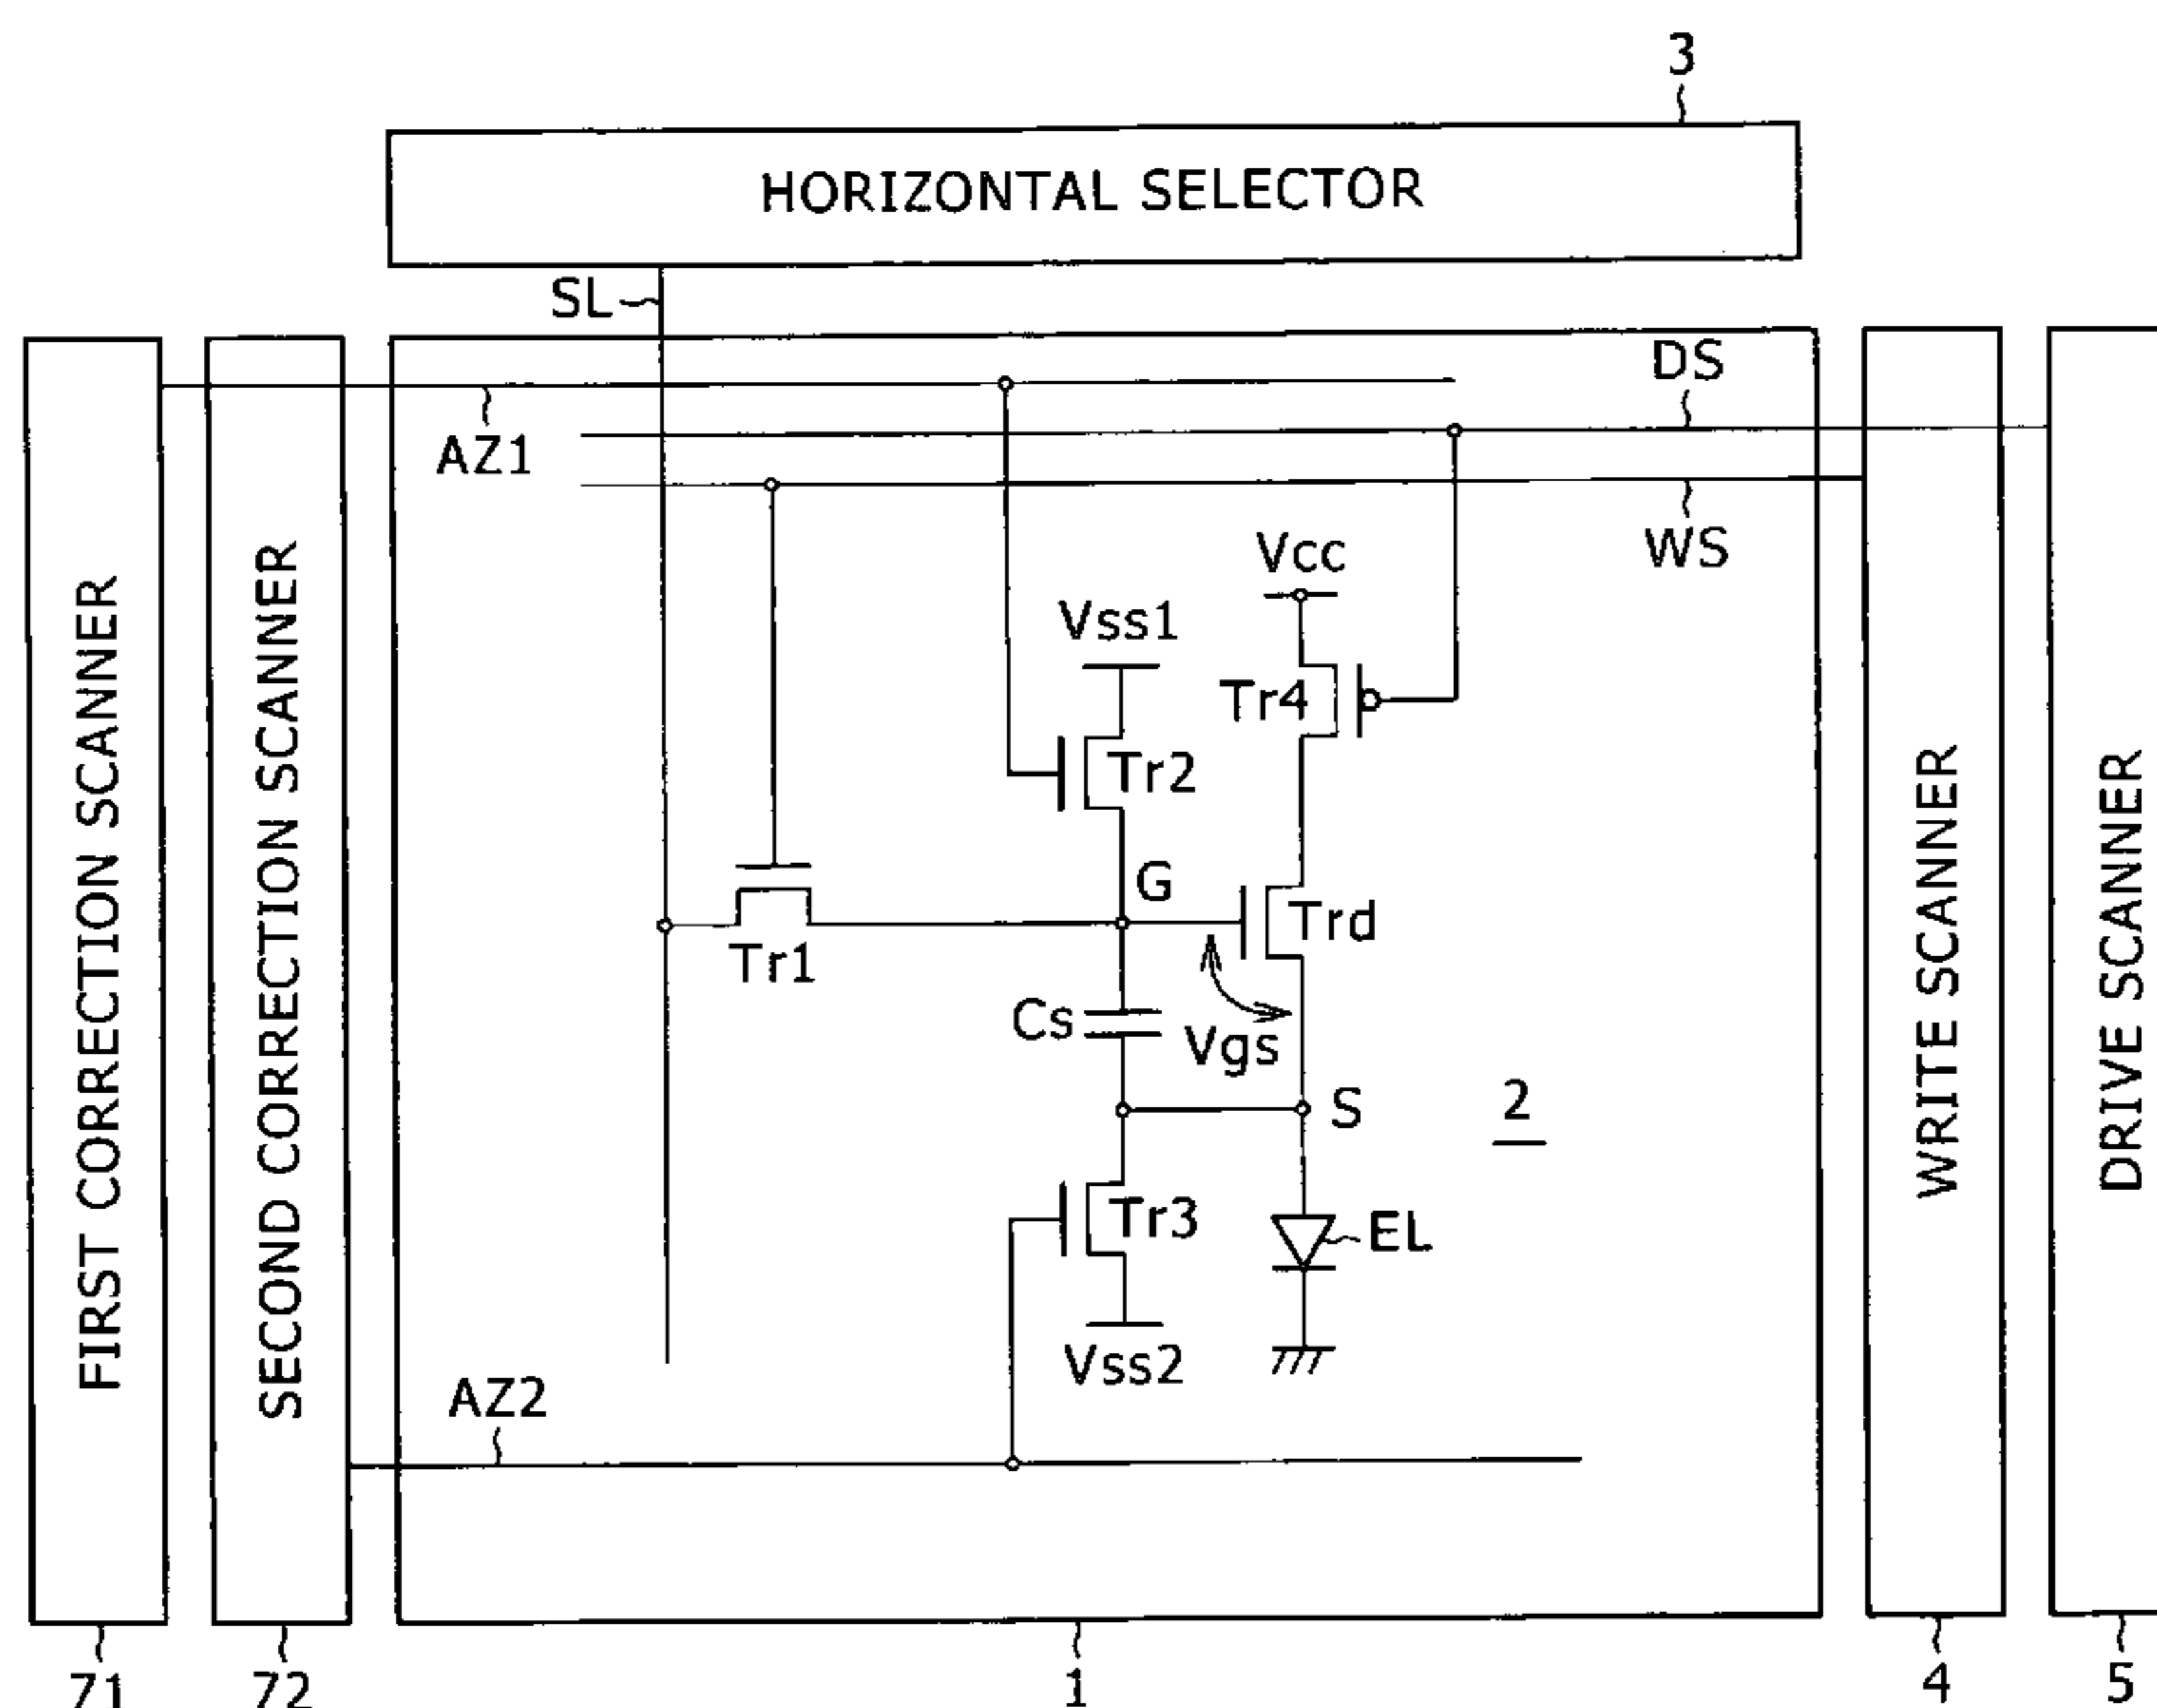 3
HORIZONTAL SELECTOR
SL
DS
AZ1
WS
Vcc
Vss1
Tr4
Tr2
G
Trd
Tr1
Cs
Vgs
S
2
Tr3
EL
Vss2
AZ2
FIRST CORRECTION SCANNER
SECOND CORRECTION SCANNER
WRITE SCANNER
DRIVE SCANNER
71
72
1
4
5